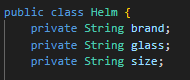 public class Helm {
    private String brand;
    private String glass;
    private String size;